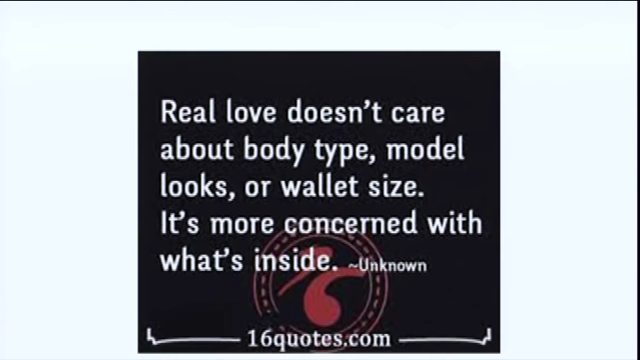 Real love doesn't care
about body type, model
looks, or wallet size.
It's more concerned with
what's inside. ~Unknown
16quotes.com